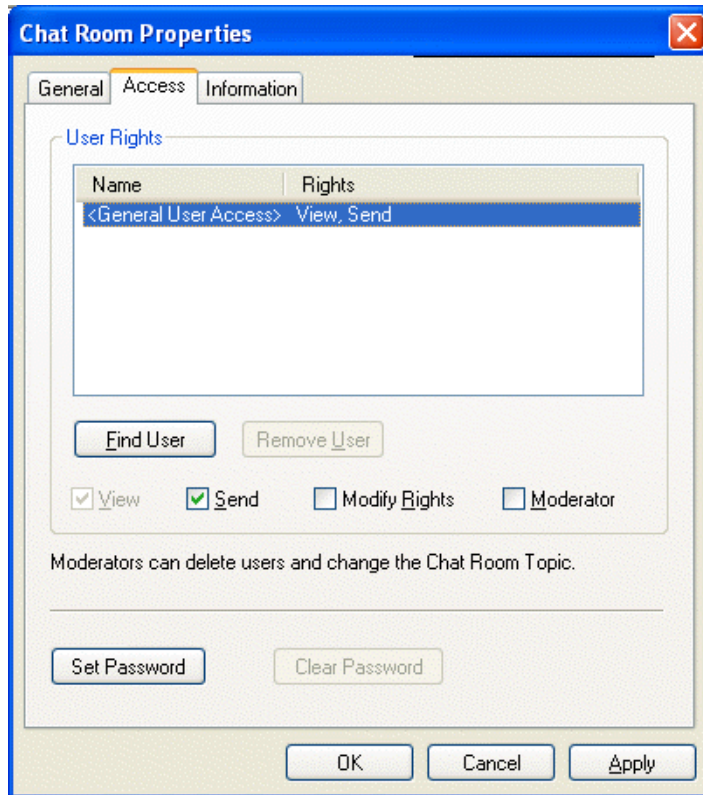 Chat Room Properties
General Access Information
User Rights
Name Rights
<General User Access> View, Send
Find User Remove User
View Send Modify Rights Moderator
Moderators can delete users and change the Chat Room Topic.
Set Password Clear Password
OK Cancel Apply